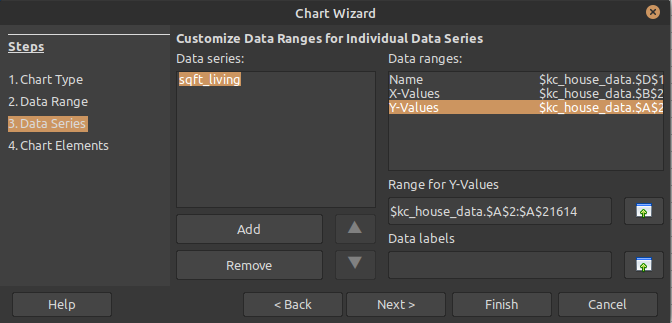 Chart Wizard
Steps
1. Chart Type
2. Data Range
3. Data Series
4. Chart Elements
Customize Data Ranges for Individual Data Series
Data series:
sqft_living
Add
Remove
Data ranges:
Name $kc_house_data.$D$1
X-Values $kc_house_data.$B$2
Y-Values $kc_house_data.$A$2
Range for Y-Values
$kc_house_data.$A$2:$A$21614
Data labels
Help
< Back
Next >
Finish
Cancel